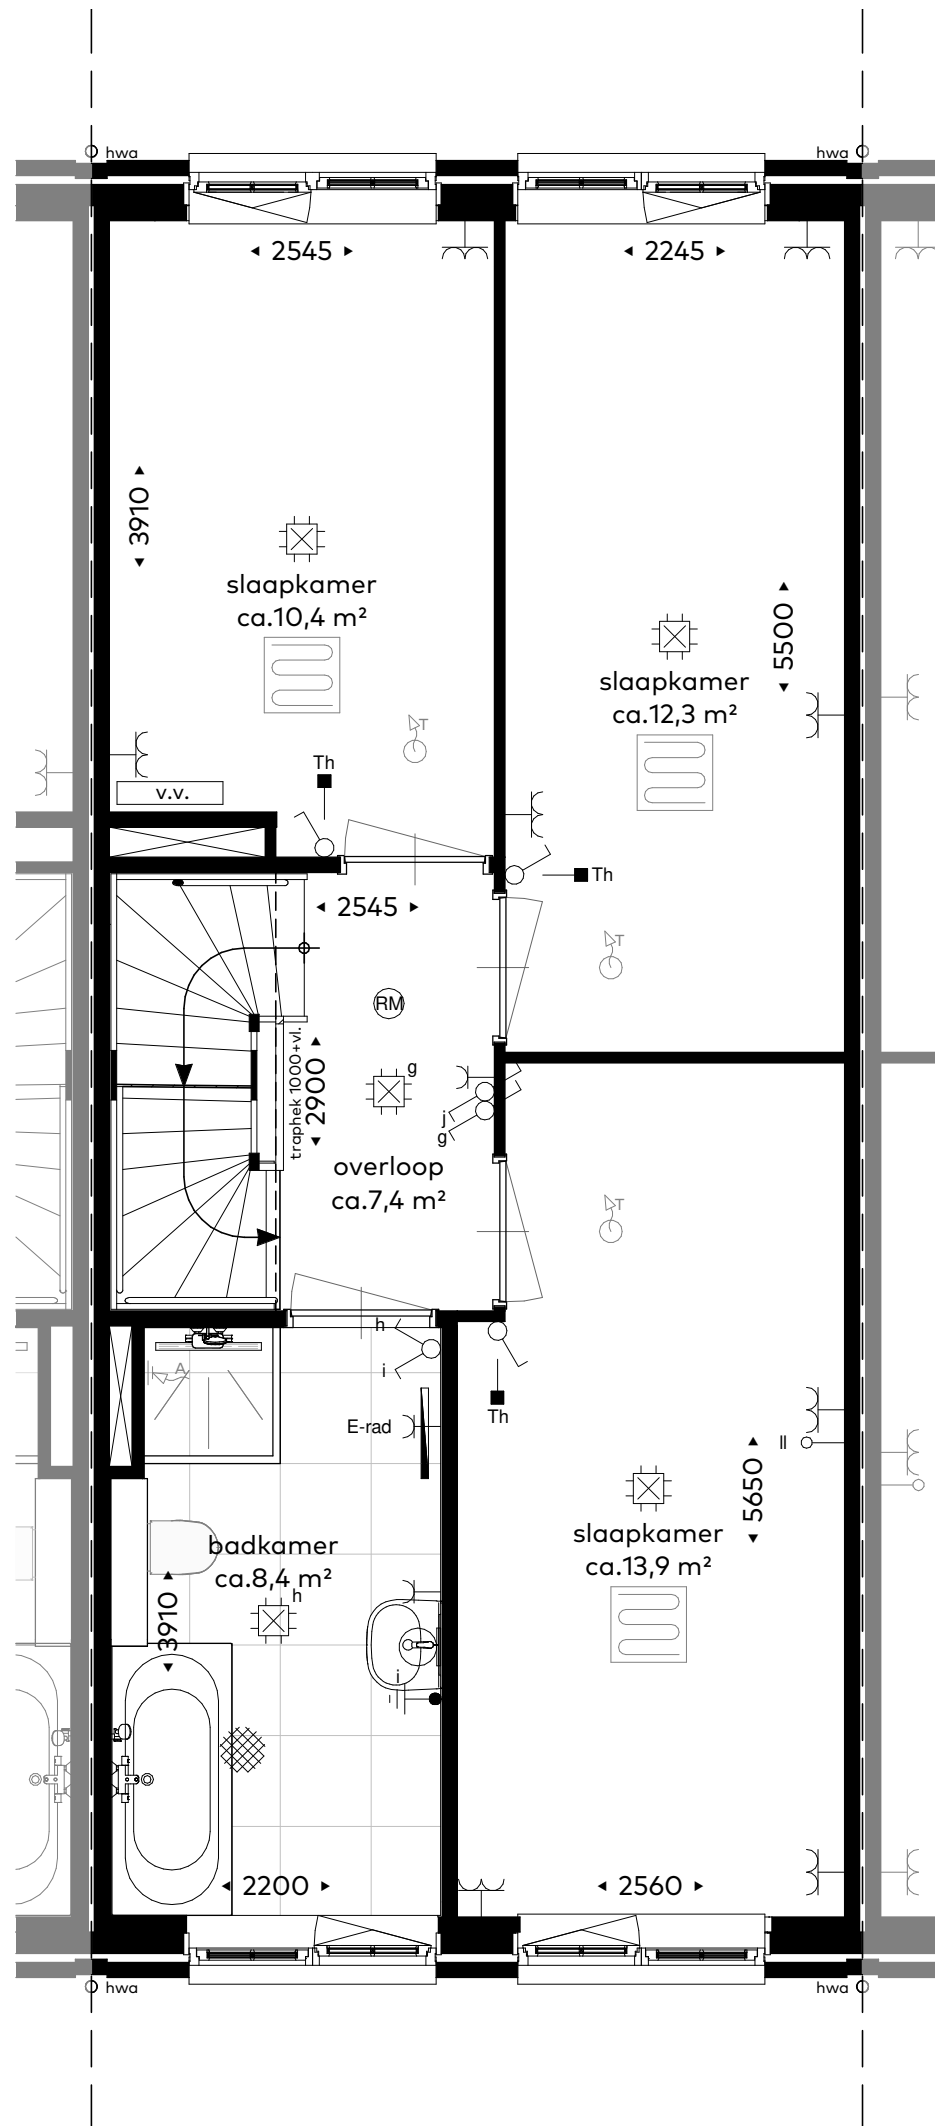 hwa
hwa
2545
2245
3910
slaapkamer
ca.10,4 m²
5500
slaapkamer
ca.12,3 m²
T
Th
v.v.
Th
2545
T
RM
traphek 1000+vl.
2900
g
j
g
overloop
ca.7,4 m²
T
h
i
A
Th
E-rad
II
5650
slaapkamer
ca.13,9 m²
badkamer
ca.8,4 m²
h
3910
i
2200
2560
hwa
hwa